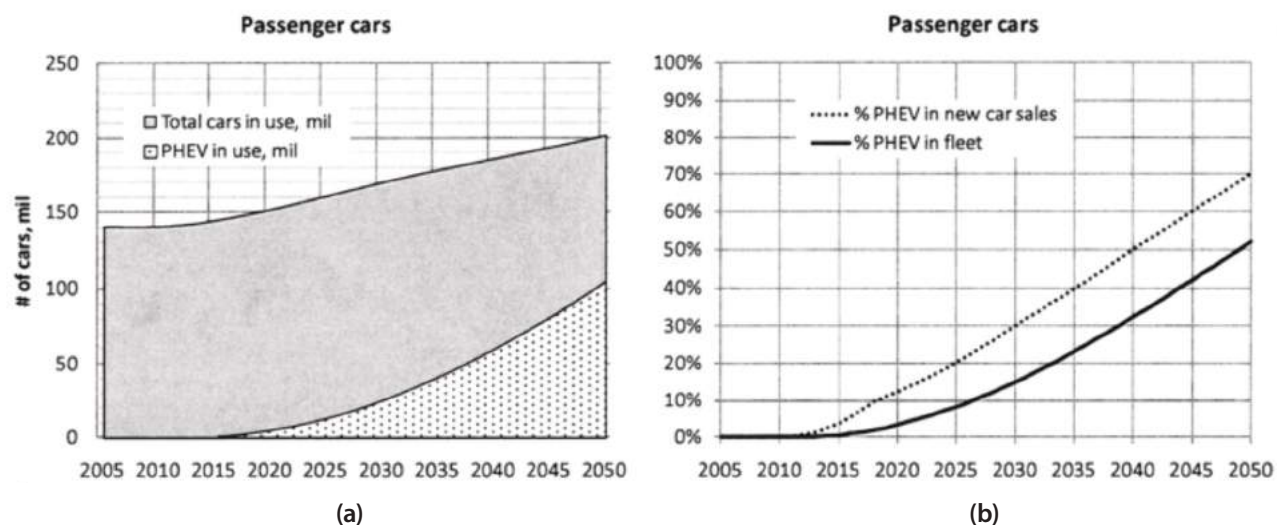 Passenger cars
# of cars, mil
250
200
150
100
50
0
Total cars in use, mil
PHEV in use, mil
2005 2010 2015 2020 2025 2030 2035 2040 2045 2050
(a)
Passenger cars
100%
90%
80%
70%
60%
50%
40%
30%
20%
10%
0%
% PHEV in new car sales
% PHEV in fleet
2005 2010 2015 2020 2025 2030 2035 2040 2045 2050
(b)